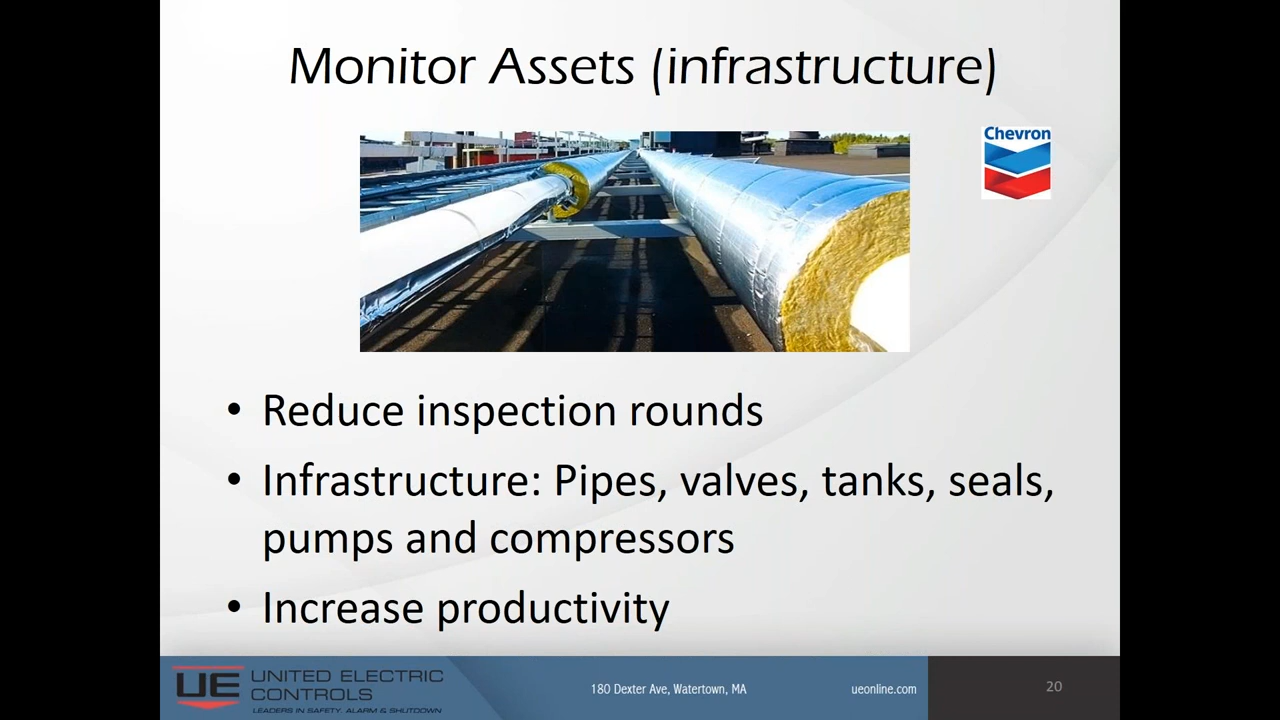 Monitor Assets (infrastructure)
Chevron
• Reduce inspection rounds
• Infrastructure: Pipes, valves, tanks, seals,
pumps and compressors
• Increase productivity
UE
UNITED ELECTRIC
CONTROLS
LEADERS IN SAFETY, ALARM & SHUTDOWN
180 Dexter Ave, Watertown, MA
ueonline.com
20